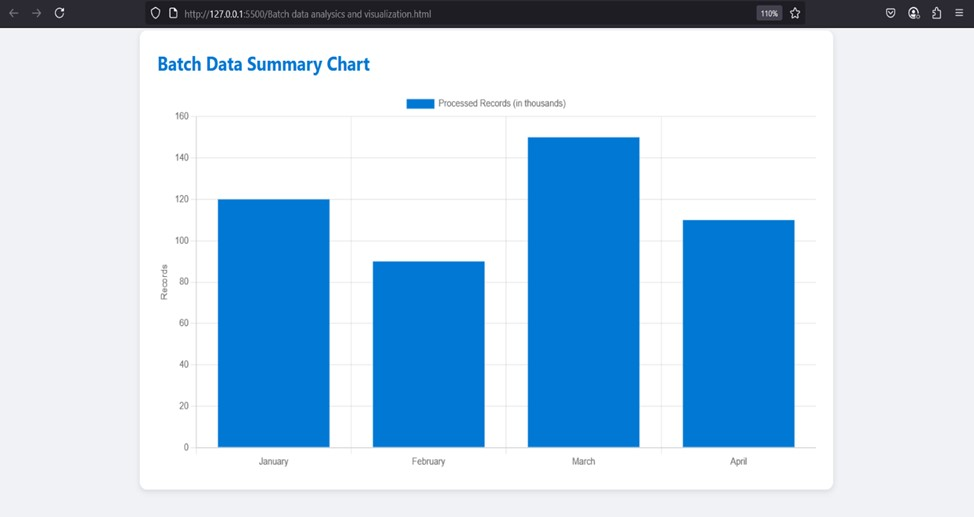 http://127.0.0.1:5500/Batch data analysics and visualization.html
110%
Batch Data Summary Chart
Processed Records (in thousands)
160
140
120
100
80
60
40
20
0
Records
January February March April